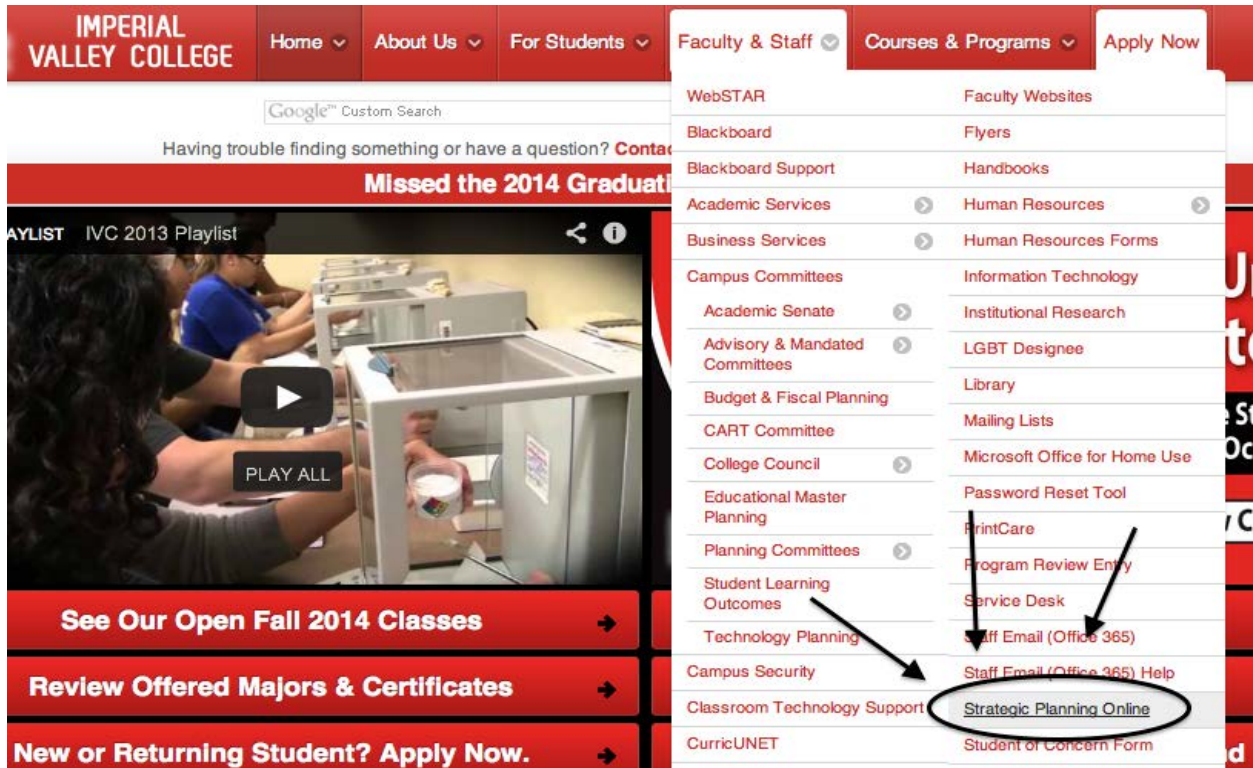 IMPERIAL
VALLEY COLLEGE
Home
About Us
For Students
Faculty & Staff
Courses & Programs
Apply Now
Google™ Custom Search
Having trouble finding something or have a question?
Missed the 2014
IVC 2013 Playlist
PLAY ALL
See Our Open Fall 2014 Classes
Review Offered Majors & Certificates
New or Returning Student? Apply Now.
WebSTAR
Blackboard
Blackboard Support
Academic Services
Business Services
Campus Committees
Academic Senate
Advisory & Mandated
Committees
Budget & Fiscal Planning
CART Committee
College Council
Educational Master
Planning
Planning Committees
Student Learning
Outcomes
Technology Planning
Campus Security
Classroom Technology Support
CurricUNET
Faculty Websites
Flyers
Handbooks
Human Resources
Human Resources Forms
Information Technology
Institutional Research
LGBT Designee
Library
Mailing Lists
Microsoft Office for Home Use
Password Reset Tool
PrintCare
Program Review Entry
Service Desk
Staff Email (Office 365)
Staff Email (Office 365) Help
Strategic Planning Online
Student of Concern Form